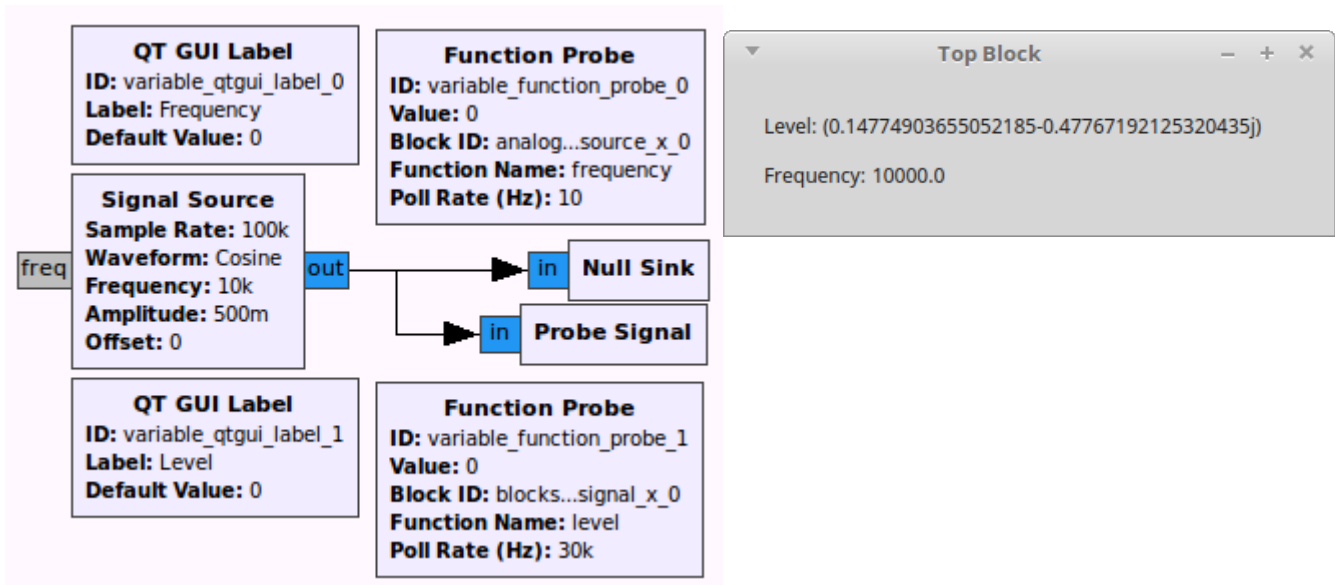 QT GUI Label
ID: variable_qtgui_label_0
Label: Frequency
Default Value: 0
Function Probe
ID: variable_function_probe_0
Value: 0
Block ID: analog...source_x_0
Function Name: frequency
Poll Rate (Hz): 10
freq
Signal Source
Sample Rate: 100k
Waveform: Cosine
Frequency: 10k
Amplitude: 500m
Offset: 0
out
in
Null Sink
in
Probe Signal
QT GUI Label
ID: variable_qtgui_label_1
Label: Level
Default Value: 0
Function Probe
ID: variable_function_probe_1
Value: 0
Block ID: blocks...signal_x_0
Function Name: level
Poll Rate (Hz): 30k
Top Block
Level: (0.14774903655052185-0.47767192125320435j)
Frequency: 10000.0